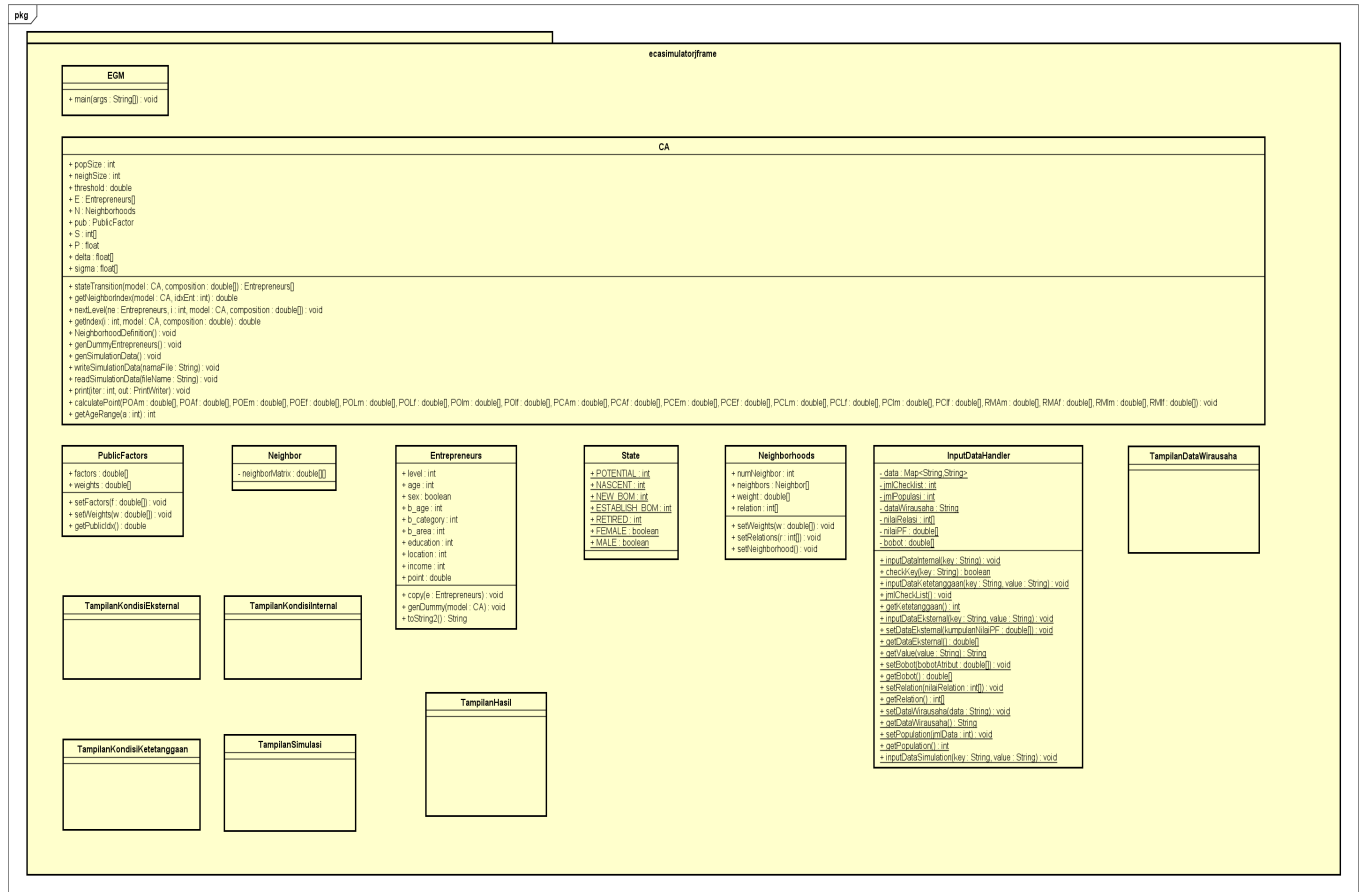 pkg
ecasimulatorjframe
EGM
+ main(args : String[]) : void
CA
+ popSize : int
+ neighSize : int
+ threshold : double
+ E : Entrepreneurs[]
+ N : Neighborhoods
+ pub : PublicFactor
+ S : int[]
+ P : float
+ delta : float[]
+ sigma : float[]
+ stateTransition(model : CA, composition : double[]) : Entrepreneurs[]
+ getNeighborIndex(model : CA, idxEnt : int) : double
+ nextLevel(ne : Entrepreneurs, i : int, model : CA, composition : double[]) : void
+ getIndex(i : int, model : CA, composition : double) : double
+ NeighborhoodDefinition() : void
+ genDummyEntrepreneurs() : void
+ genSimulationData() : void
+ writeSimulationData(namaFile : String) : void
+ readSimulationData(fileName : String) : void
+ print(iter : int, out : PrintWriter) : void
+ calculatePoint(POAm : double[], POAf : double[], POEm : double[], POEf : double[], POLm : double[], POLf : double[], POIm : double[], POIf : double[], PCAm : double[], PCAf : double[], PCEm : double[], PCEf : double[], PCLm : double[], PCLf : double[], PCIm : double[], PCIf : double[], RMAm : double[], RMAf : double[], RMIm : double[], RMIf : double[]) : void
+ getAgeRange(a : int) : int
PublicFactors
+ factors : double[]
+ weights : double[]
+ setFactors(f : double[]) : void
+ setWeights(w : double[]) : void
+ getPublicIdx() : double
Neighbor
- neighborMatrix : double[][]
Entrepreneurs
+ level : int
+ age : int
+ sex : boolean
+ b_age : int
+ b_category : int
+ b_area : int
+ education : int
+ location : int
+ income : int
+ point : double
+ copy(e : Entrepreneurs) : void
+ genDummy(model : CA) : void
+ toString2() : String
State
+ POTENTIAL : int
+ NASCENT : int
+ NEW_BOM : int
+ ESTABLISH_BOM : int
+ RETIRED : int
+ FEMALE : boolean
+ MALE : boolean
Neighborhoods
+ numNeighbor : int
+ neighbors : Neighbor[]
+ weight : double[]
+ relation : int[]
+ setWeights(w : double[]) : void
+ setRelations(r : int[]) : void
+ setNeighborhood() : void
InputDataHandler
- data : Map<String,String>
- jmlChecklist : int
- jmlPopulasi : int
- dataWirausaha : String
- nilaiRelasi : int[]
- nilaiPF : double[]
- bobot : double[]
+ inputDataInternal(key : String) : void
+ checkKey(key : String) : boolean
+ inputDataKetetanggaan(key : String, value : String) : void
+ jmlCheckList() : void
+ getKetetanggaan() : int
+ inputDataEksternal(key : String, value : String) : void
+ setDataEksternal(kumpulanNilaiPF : double[]) : void
+ getDataEksternal() : double[]
+ getValue(value : String) : String
+ setBobot(bobotAtribut : double[]) : void
+ getBobot() : double[]
+ setRelation(nilaiRelation : int[]) : void
+ getRelation() : int[]
+ setDataWirausaha(data : String) : void
+ getDataWirausaha() : String
+ setPopulation(jmlData : int) : void
+ getPopulation() : int
+ inputDataSimulation(key : String, value : String) : void
TampilanDataWirausaha
TampilanKondisiEksternal
TampilanKondisiInternal
TampilanHasil
TampilanKondisiKetetanggaan
TampilanSimulasi